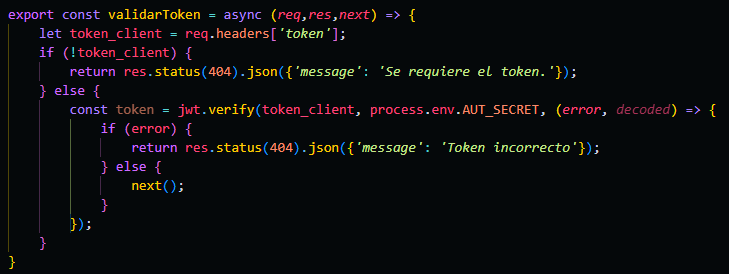 export const validarToken = async (req,res,next) => {
    let token_client = req.headers['token'];
    if (!token_client) {
        return res.status(404).json({'message': 'Se requiere el token.'});
    } else {
        const token = jwt.verify(token_client, process.env.AUT_SECRET, (error, decoded) => {
            if (error) {
                return res.status(404).json({'message': 'Token incorrecto'});
            } else {
                next();
            }
        });
    }
}